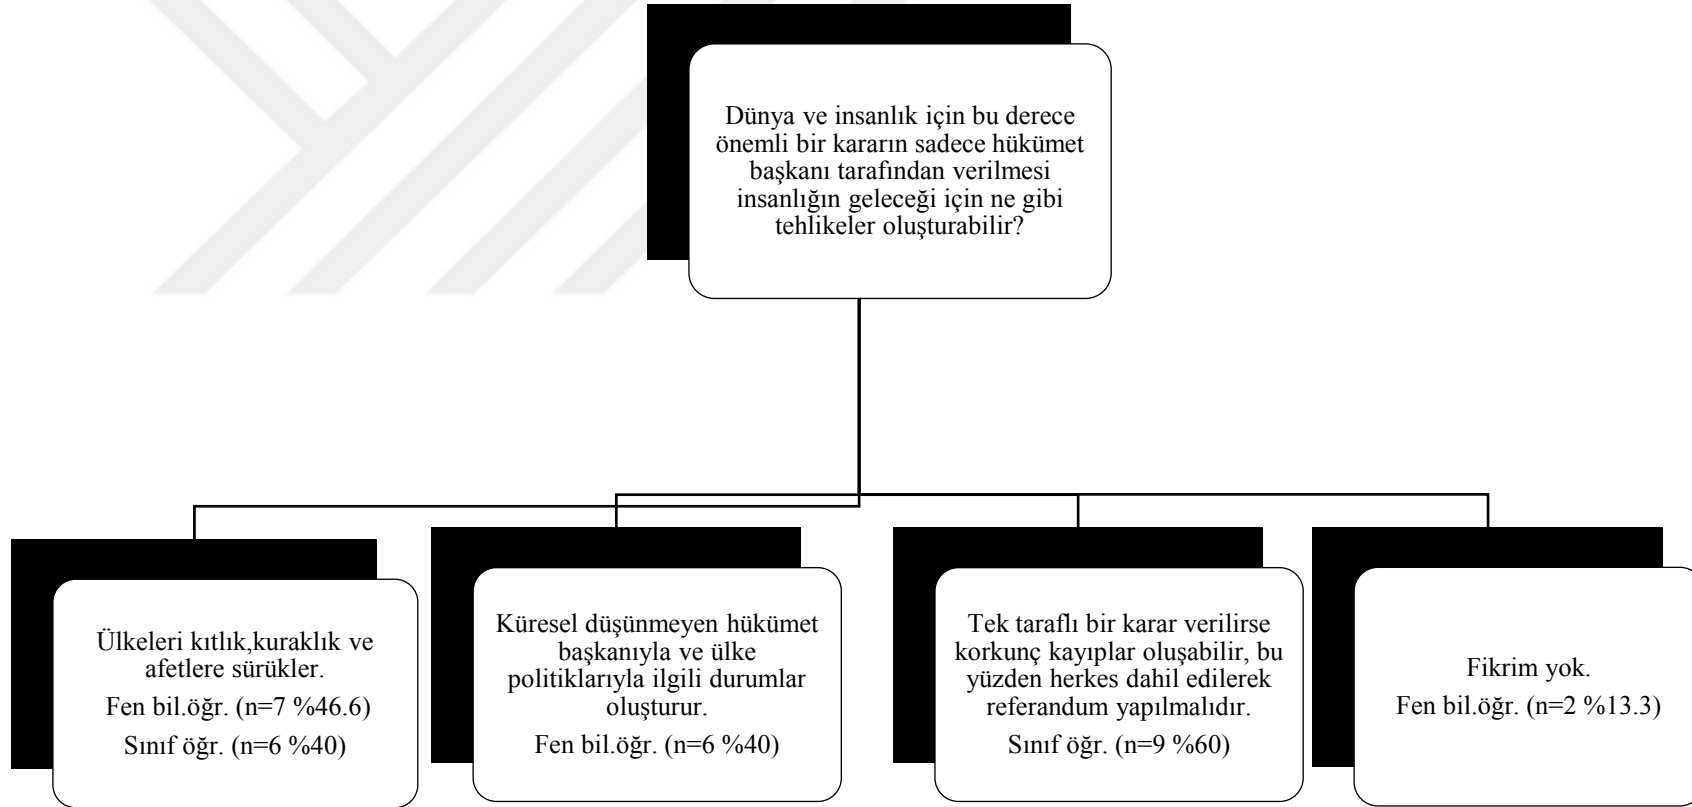 Dünya ve insanlık için bu derece
önemli bir kararın sadece hükümet
başkanı tarafından verilmesi
insanlığın geleceği için ne gibi
tehlikeler oluşturabilir?
Ülkeleri kıtlık,kuraklık ve
afetlere sürükler.
Fen bil.öğr. (n=7 %46.6)
Sınıf öğr. (n=6 %40)
Küresel düşünmeyen hükümet
başkanıyla ve ülke
politiklarıyla ilgili durumlar
oluşturur.
Fen bil.öğr. (n=6 %40)
Tek taraflı bir karar verilirse
korkunç kayıplar oluşabilir, bu
yüzden herkes dahil edilerek
referandum yapılmalıdır.
Sınıf öğr. (n=9 %60)
Fikrim yok.
Fen bil.öğr. (n=2 %13.3)